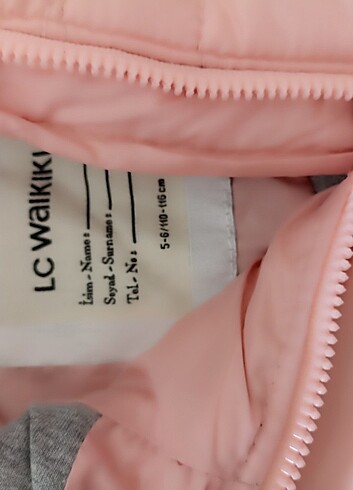 LC WAIKIKI
İsim - Name :
Soyad - Surname :
Tel - No :
5-6/110-116 cm